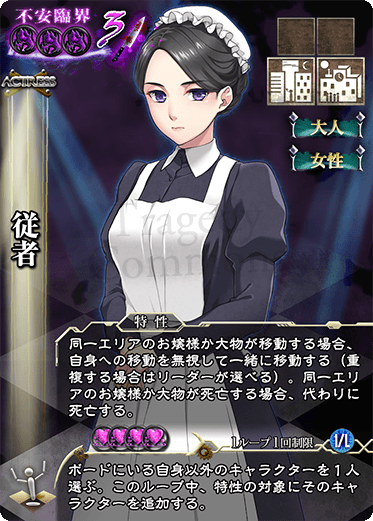 不安臨界
3
ACTRESS
大人
女性
従者
Tragedy
Commons
特性
同一エリアのお嬢様か大物が移動する場合、
自身への移動を無視して一緒に移動する（重
複する場合はリーダーが選べる）。同一エリ
アのお嬢様か大物が死亡する場合、代わりに
死亡する。
1ループ1回制限
1/L
ボードにいる自身以外のキャラクターを1人
選ぶ。このループ中、特性の対象にそのキャ
ラクターを追加する。